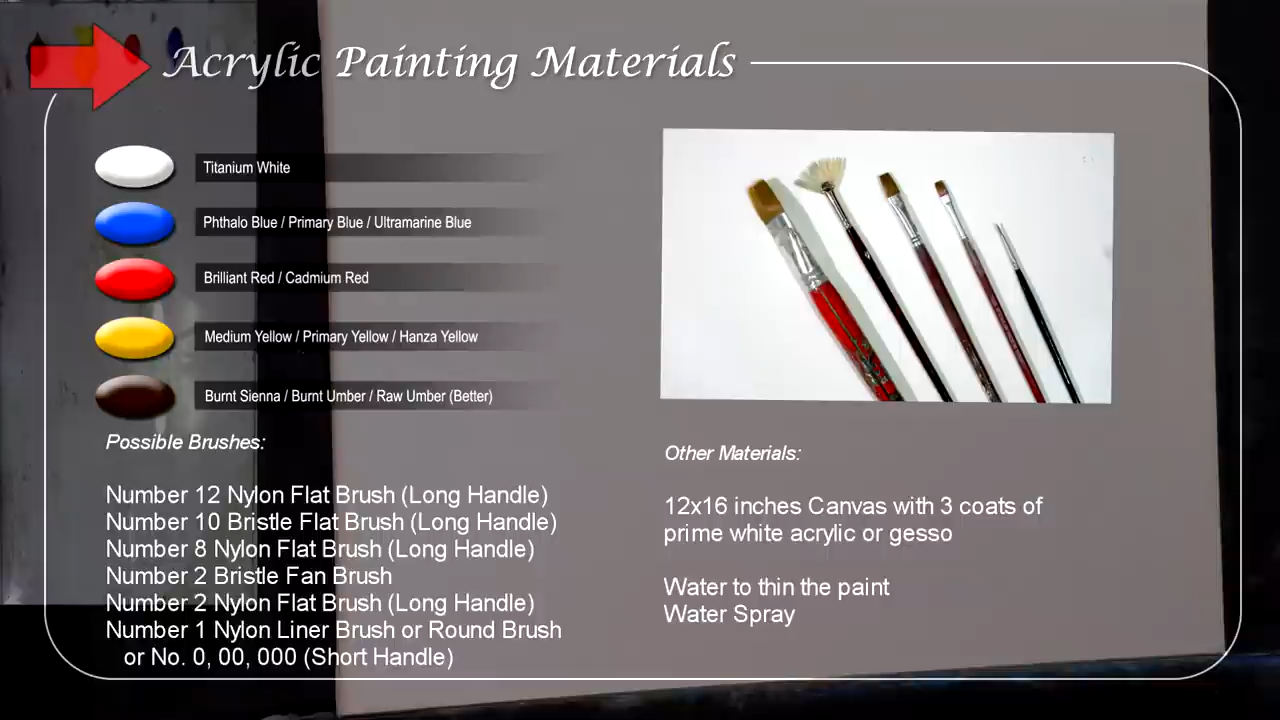 Acrylic Painting Materials
Titanium White
Phthalo Blue / Primary Blue / Ultramarine Blue
Brilliant Red / Cadmium Red
Medium Yellow / Primary Yellow / Hanza Yellow
Burnt Sienna / Burnt Umber / Raw Umber (Better)
Possible Brushes:
Number 12 Nylon Flat Brush (Long Handle)
Number 10 Bristle Flat Brush (Long Handle)
Number 8 Nylon Flat Brush (Long Handle)
Number 2 Bristle Fan Brush
Number 2 Nylon Flat Brush (Long Handle)
Number 1 Nylon Liner Brush or Round Brush
or No. 0, 00, 000 (Short Handle)
Other Materials:
12x16 inches Canvas with 3 coats of
prime white acrylic or gesso
Water to thin the paint
Water Spray